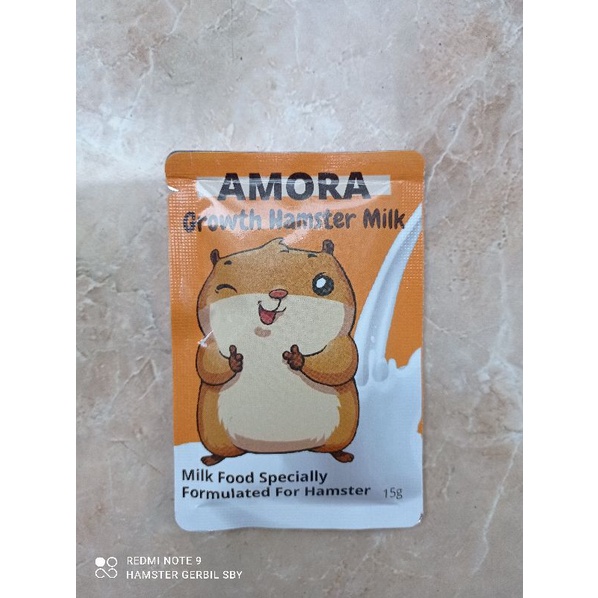 AMORA
Growth Hamster Milk
Milk Food Specially
Formulated For Hamster 15g
REDMI NOTE 9
HAMSTER GERBIL SBY